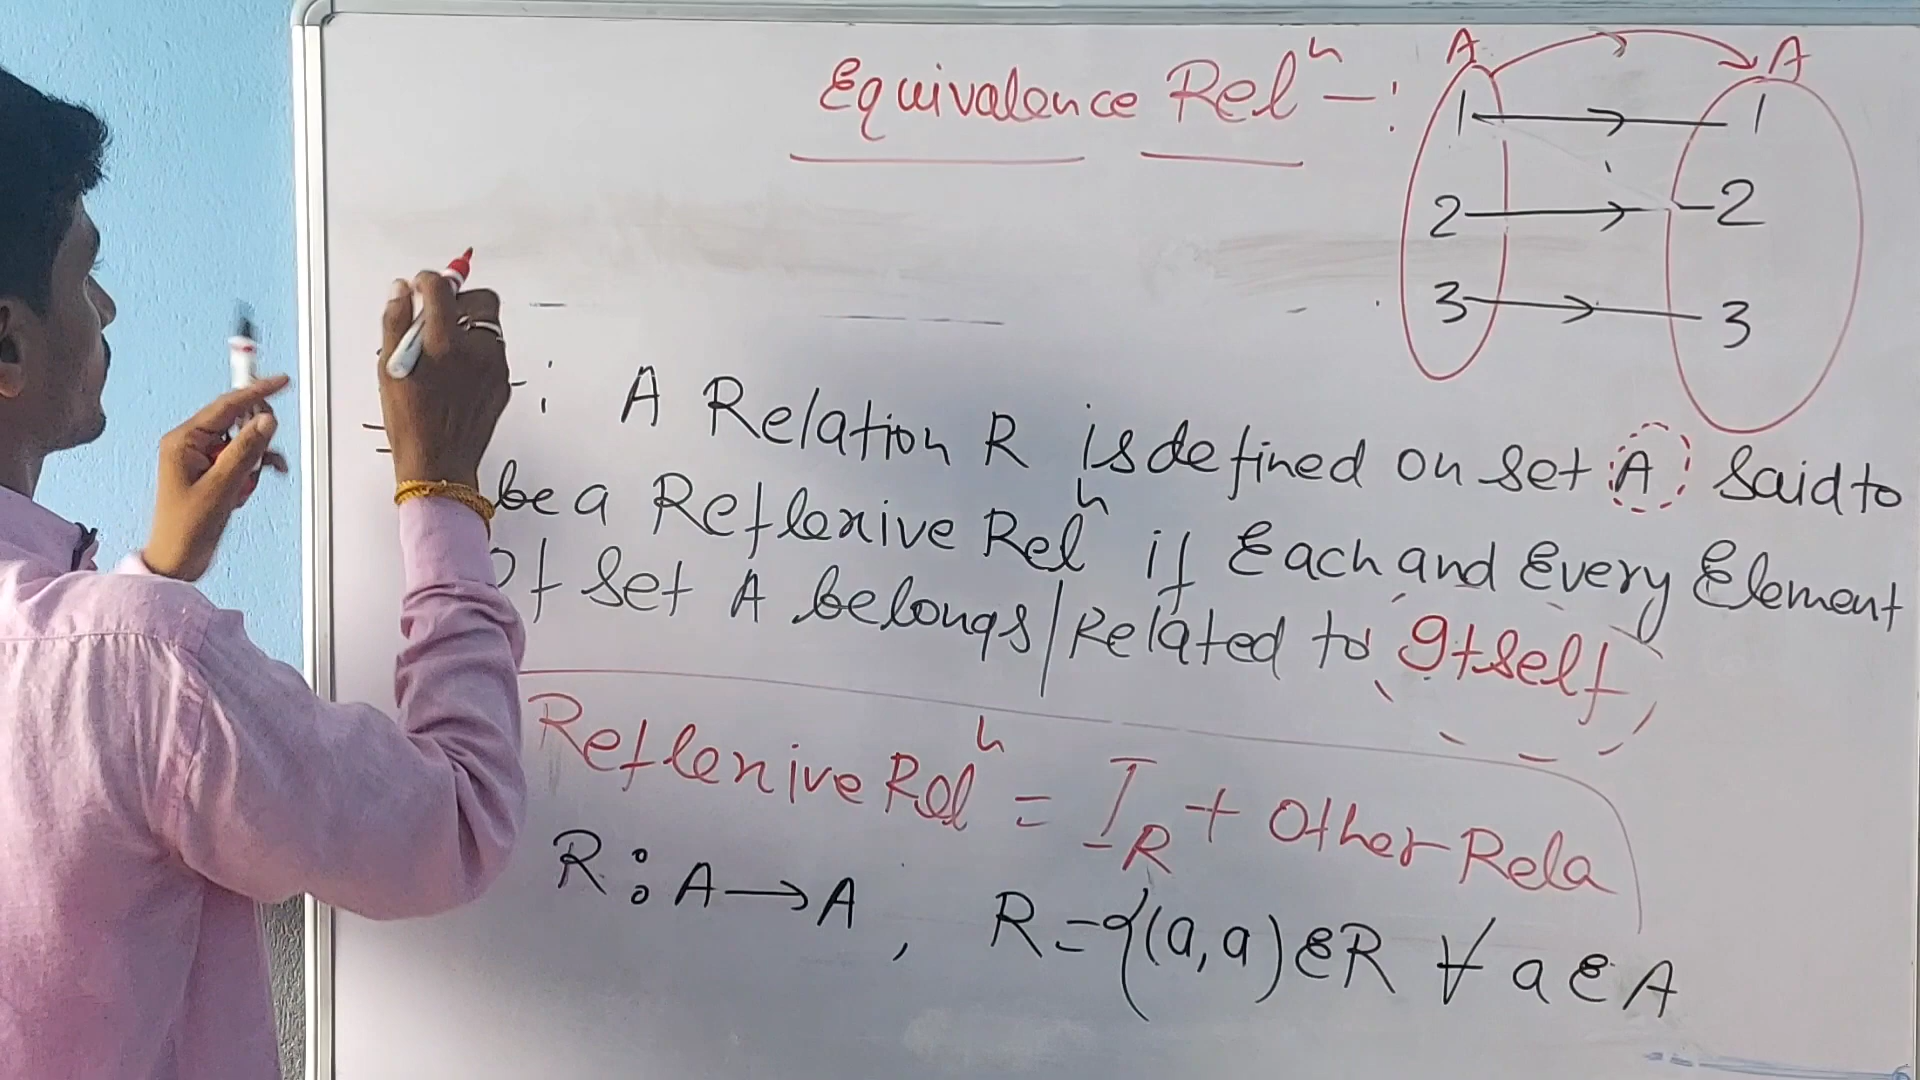 Equivalence Relⁿ -:
A A
1 1
2 2
3 3
-: A Relation R is defined on Set A Said to
be a Reflexive Relⁿ if Each and Every Element
Of Set A belongs/Related to Itself
Reflexive Relⁿ = I_R + Other Rela
R : A → A , R = {(a,a) ∈ R ∀ a ∈ A